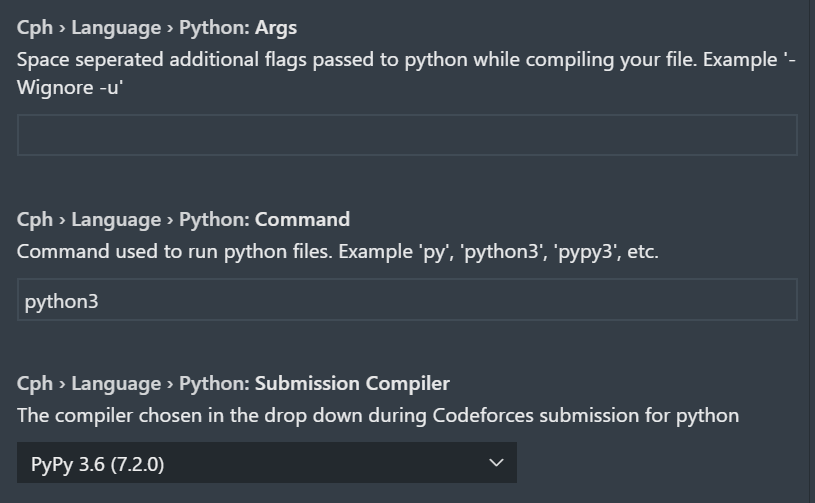 Cph › Language › Python: Args
Space seperated additional flags passed to python while compiling your file. Example '-
Wignore -u'
Cph › Language › Python: Command
Command used to run python files. Example 'py', 'python3', 'pypy3', etc.
python3
Cph › Language › Python: Submission Compiler
The compiler chosen in the drop down during Codeforces submission for python
PyPy 3.6 (7.2.0)